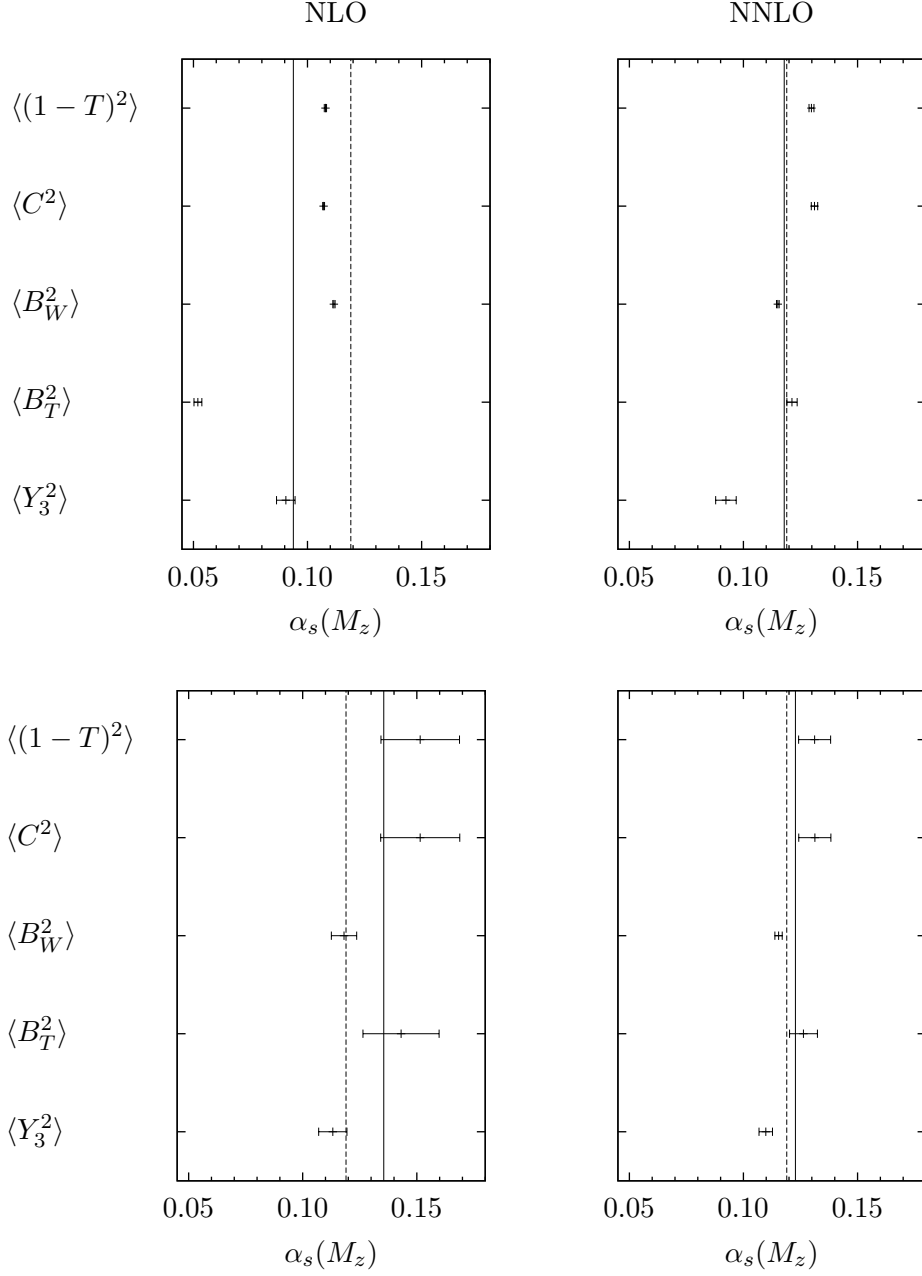 NLO NNLO
⟨(1 − T)²⟩
⟨C²⟩
⟨B_W²⟩
⟨B_T²⟩
⟨Y_3²⟩
0.05 0.10 0.15 0.05 0.10 0.15
α_s(M_z) α_s(M_z)
⟨(1 − T)²⟩
⟨C²⟩
⟨B_W²⟩
⟨B_T²⟩
⟨Y_3²⟩
0.05 0.10 0.15 0.05 0.10 0.15
α_s(M_z) α_s(M_z)